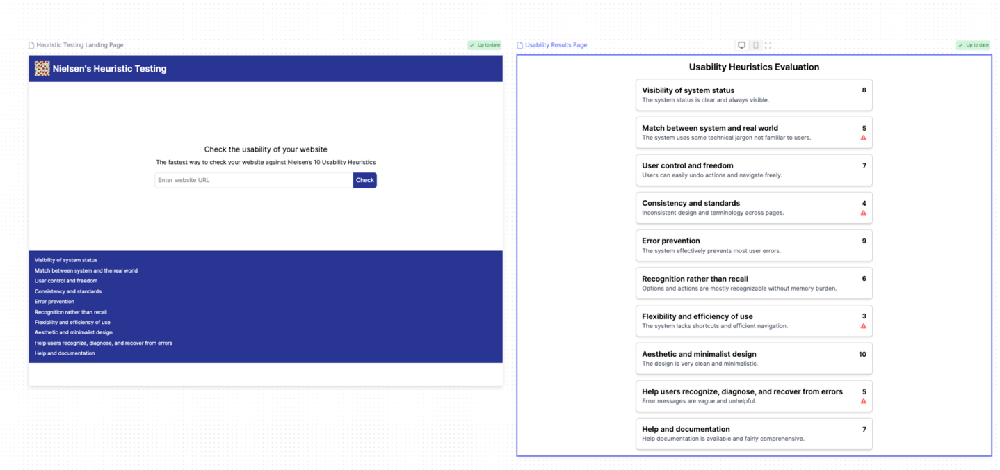 Heuristic Testing Landing Page
Up to date
Nielsen's Heuristic Testing
Check the usability of your website
The fastest way to check your website against Nielsen's 10 Usability Heuristics
Enter website URL
Check
Visibility of system status
Match between system and the real world
User control and freedom
Consistency and standards
Error prevention
Recognition rather than recall
Flexibility and efficiency of use
Aesthetic and minimalist design
Help users recognize, diagnose, and recover from errors
Help and documentation
Usability Results Page
Up to date
Usability Heuristics Evaluation
Visibility of system status 8
The system status is clear and always visible.
Match between system and real world 5
The system uses some technical jargon not familiar to users.
User control and freedom 7
Users can easily undo actions and navigate freely.
Consistency and standards 4
Inconsistent design and terminology across pages.
Error prevention 9
The system effectively prevents most user errors.
Recognition rather than recall 6
Options and actions are mostly recognizable without memory burden.
Flexibility and efficiency of use 3
The system lacks shortcuts and efficient navigation.
Aesthetic and minimalist design 10
The design is very clean and minimalistic.
Help users recognize, diagnose, and recover from errors 5
Error messages are vague and unhelpful.
Help and documentation 7
Help documentation is available and fairly comprehensive.